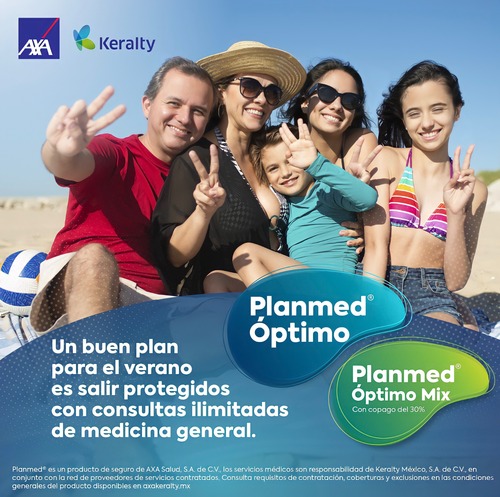 AXA Keralty
Planmed®
Óptimo
Un buen plan
para el verano
es salir protegidos
con consultas ilimitadas
de medicina general.
Planmed®
Óptimo Mix
Con copago del 30%
Planmed® es un producto de seguro de AXA Salud, S.A. de C.V., los servicios médicos son responsabilidad de Keralty México, S.A. de C.V., en
conjunto con la red de proveedores de servicios contratados. Consulta requisitos de contratación, coberturas y exclusiones en las condiciones
generales del producto disponibles en axakeralty.mx